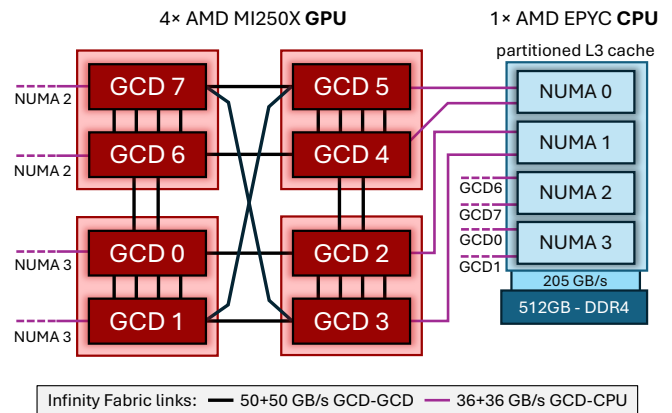 4× AMD MI250X GPU
1× AMD EPYC CPU
partitioned L3 cache
GCD 7
GCD 5
NUMA 0
NUMA 2
GCD 6
GCD 4
NUMA 1
NUMA 2
GCD6
NUMA 2
GCD7
GCD 0
GCD 2
GCD0
NUMA 3
NUMA 3
GCD1
GCD 1
GCD 3
205 GB/s
NUMA 3
512GB - DDR4
Infinity Fabric links: 50+50 GB/s GCD-GCD 36+36 GB/s GCD-CPU